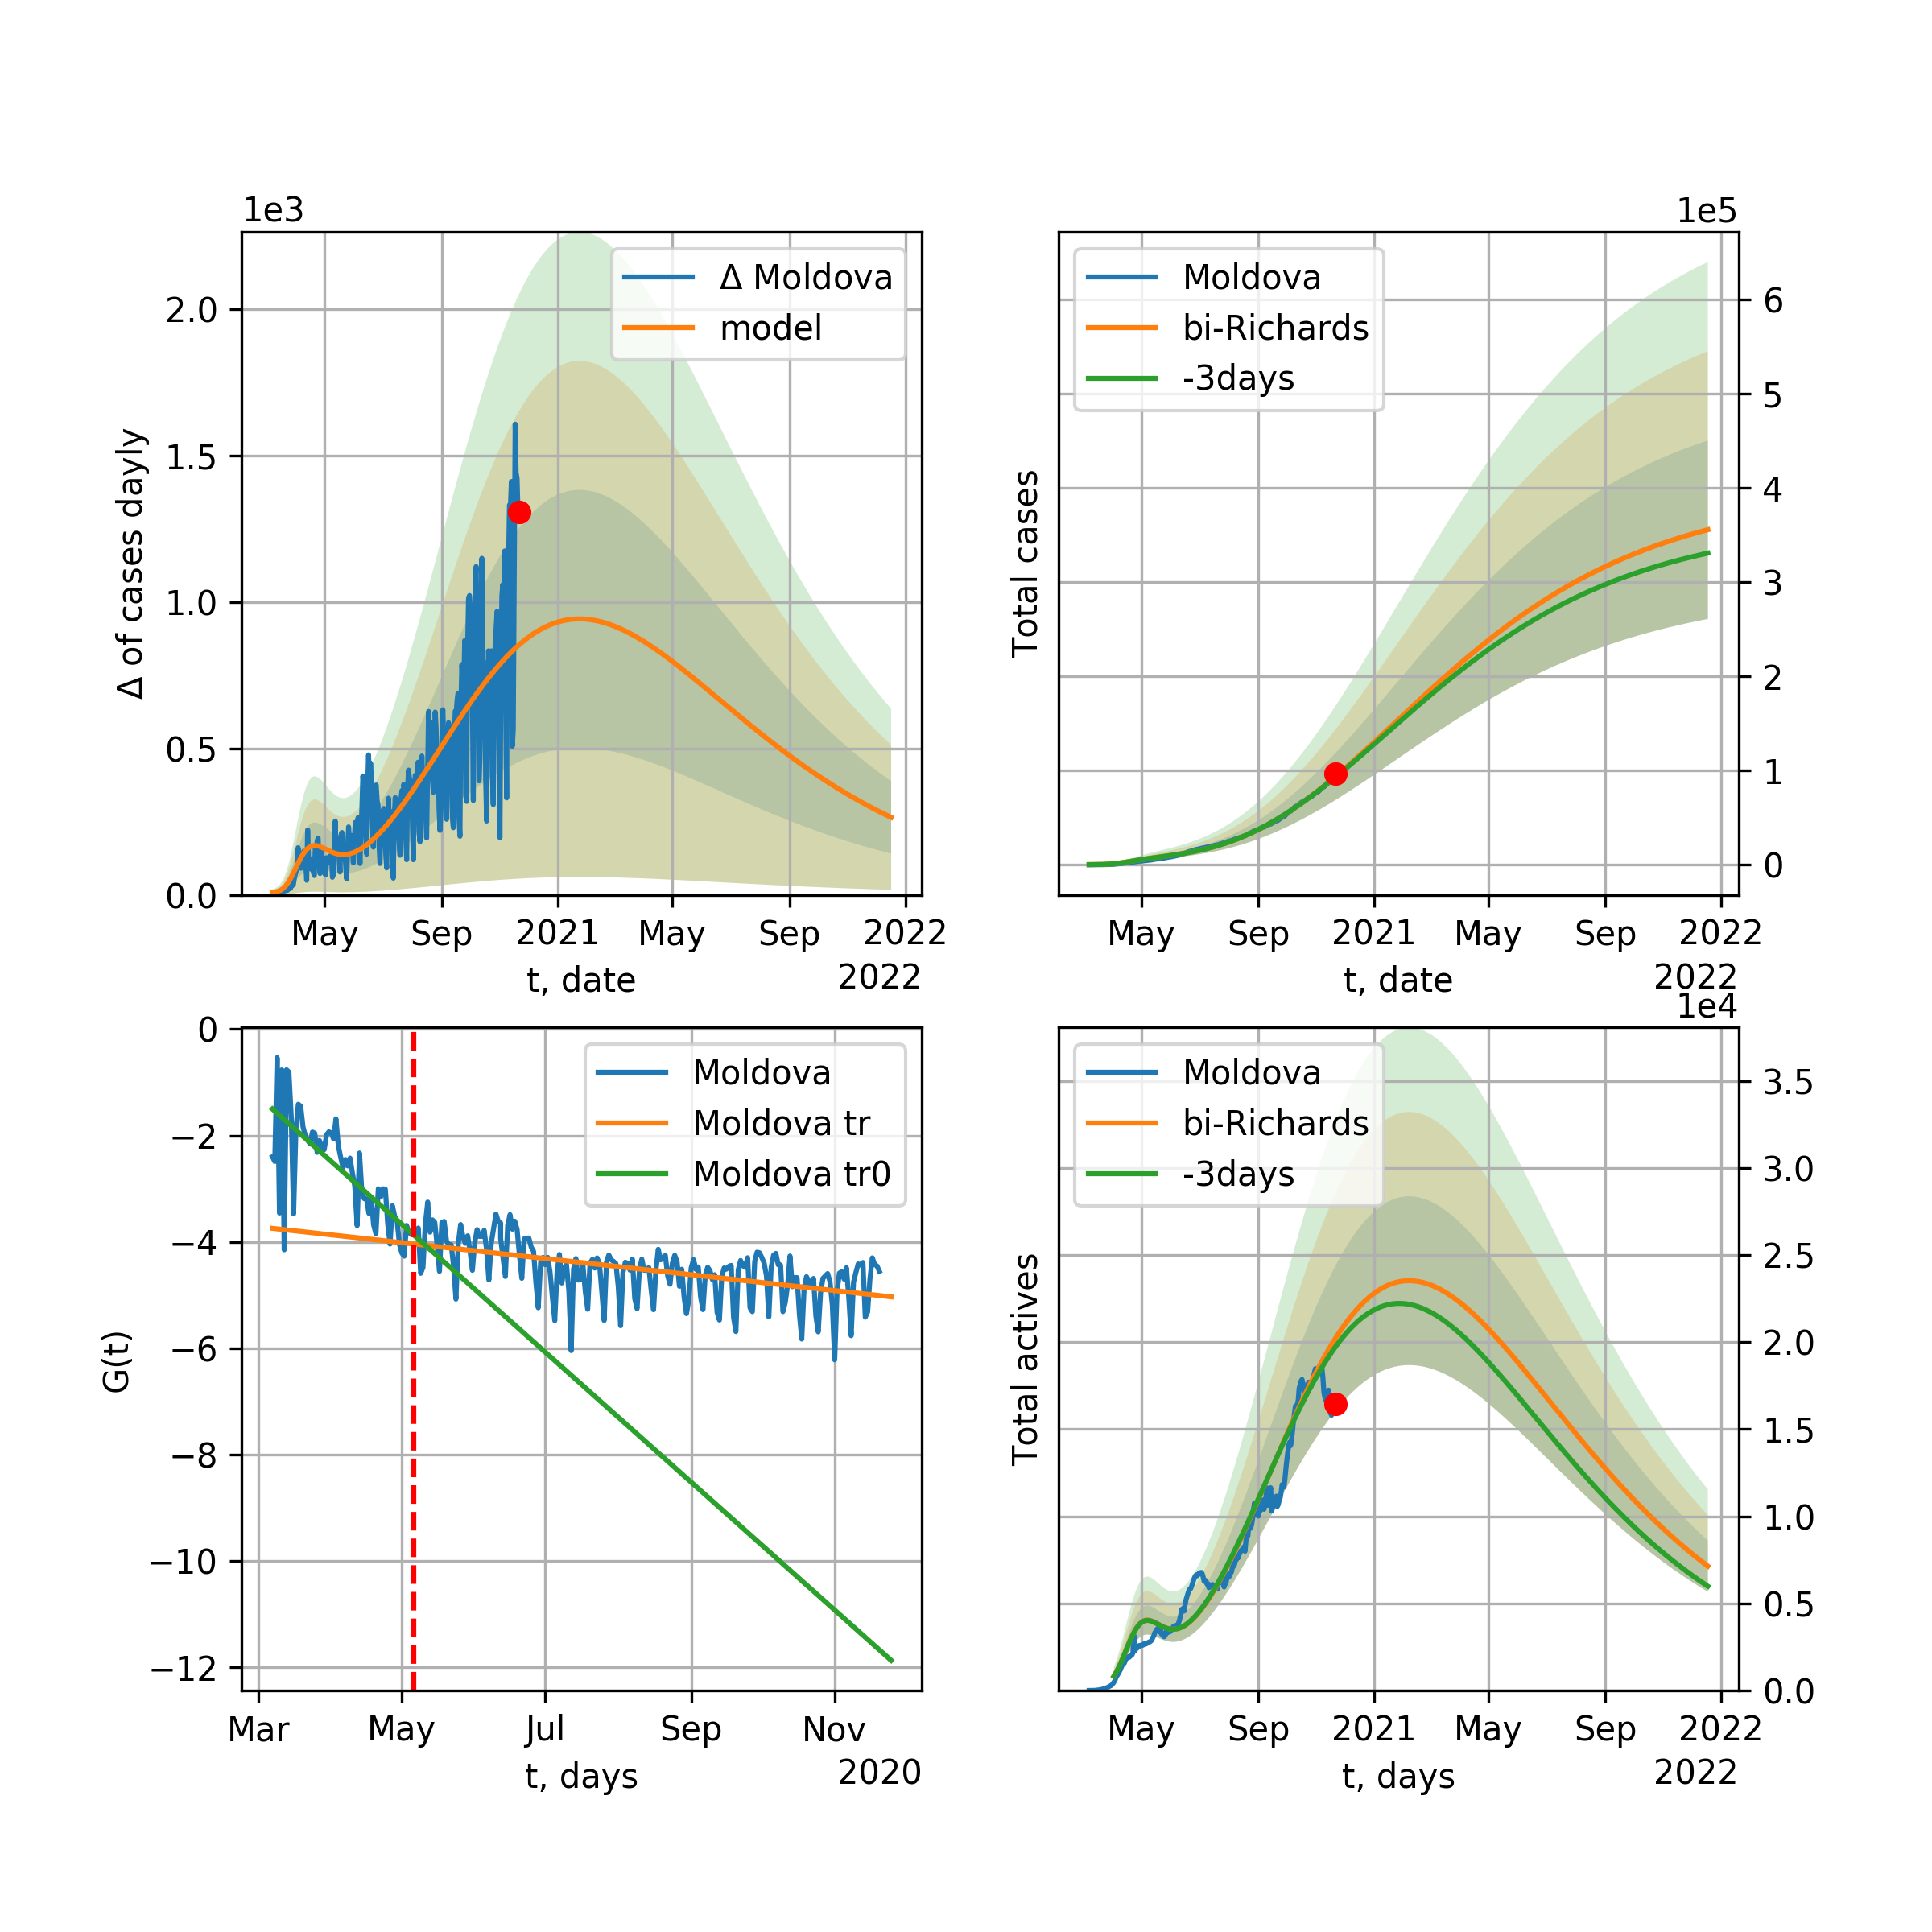 1e3
Δ of cases dayly
2.0
1.5
1.0
0.5
0.0
Δ Moldova
model
May Sep 2021 May Sep 2022
t, date
2022
1e5
Total cases
Moldova
bi-Richards
-3days
6
5
4
3
2
1
0
May Sep 2021 May Sep 2022
t, date
2022
G(t)
0
−2
−4
−6
−8
−10
−12
Moldova
Moldova tr
Moldova tr0
Mar May Jul Sep Nov
t, days
2020
1e4
Total actives
Moldova
bi-Richards
-3days
3.5
3.0
2.5
2.0
1.5
1.0
0.5
0.0
May Sep 2021 May Sep 2022
t, days
2022